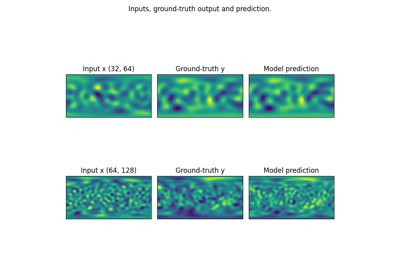 Inputs, ground-truth output and prediction.
Input x (32, 64)
Ground-truth y
Model prediction
Input x (64, 128)
Ground-truth y
Model prediction